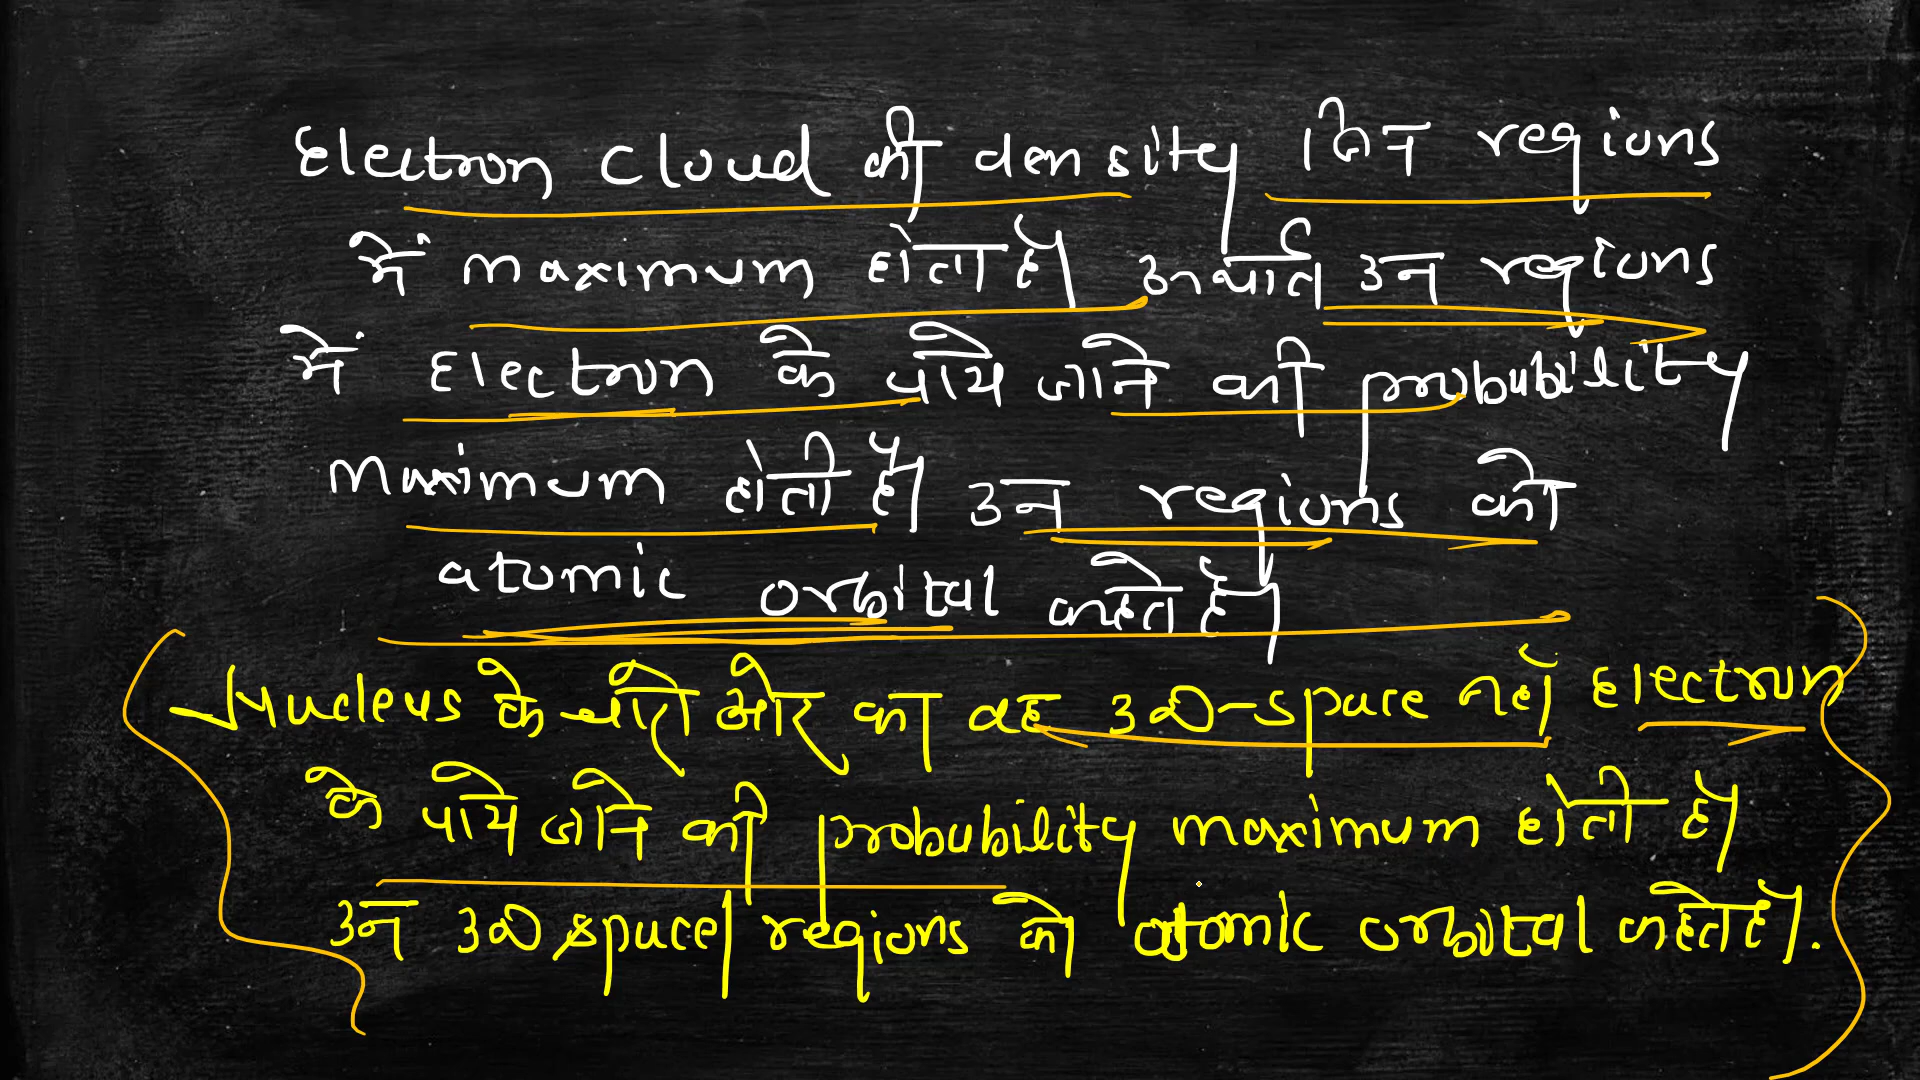 Electron cloud की density जिन regions
में maximum होता है। अर्थात उन regions
में Electron के पाये जाने की probability
maximum होती है। उन regions को
atomic orbital कहते है।
Nucleus के चारो ओर का वह 3D-space जहाँ Electron
के पाये जाने की probability maximum होती है।
उन 3D space/ regions को atomic orbital कहते है।.